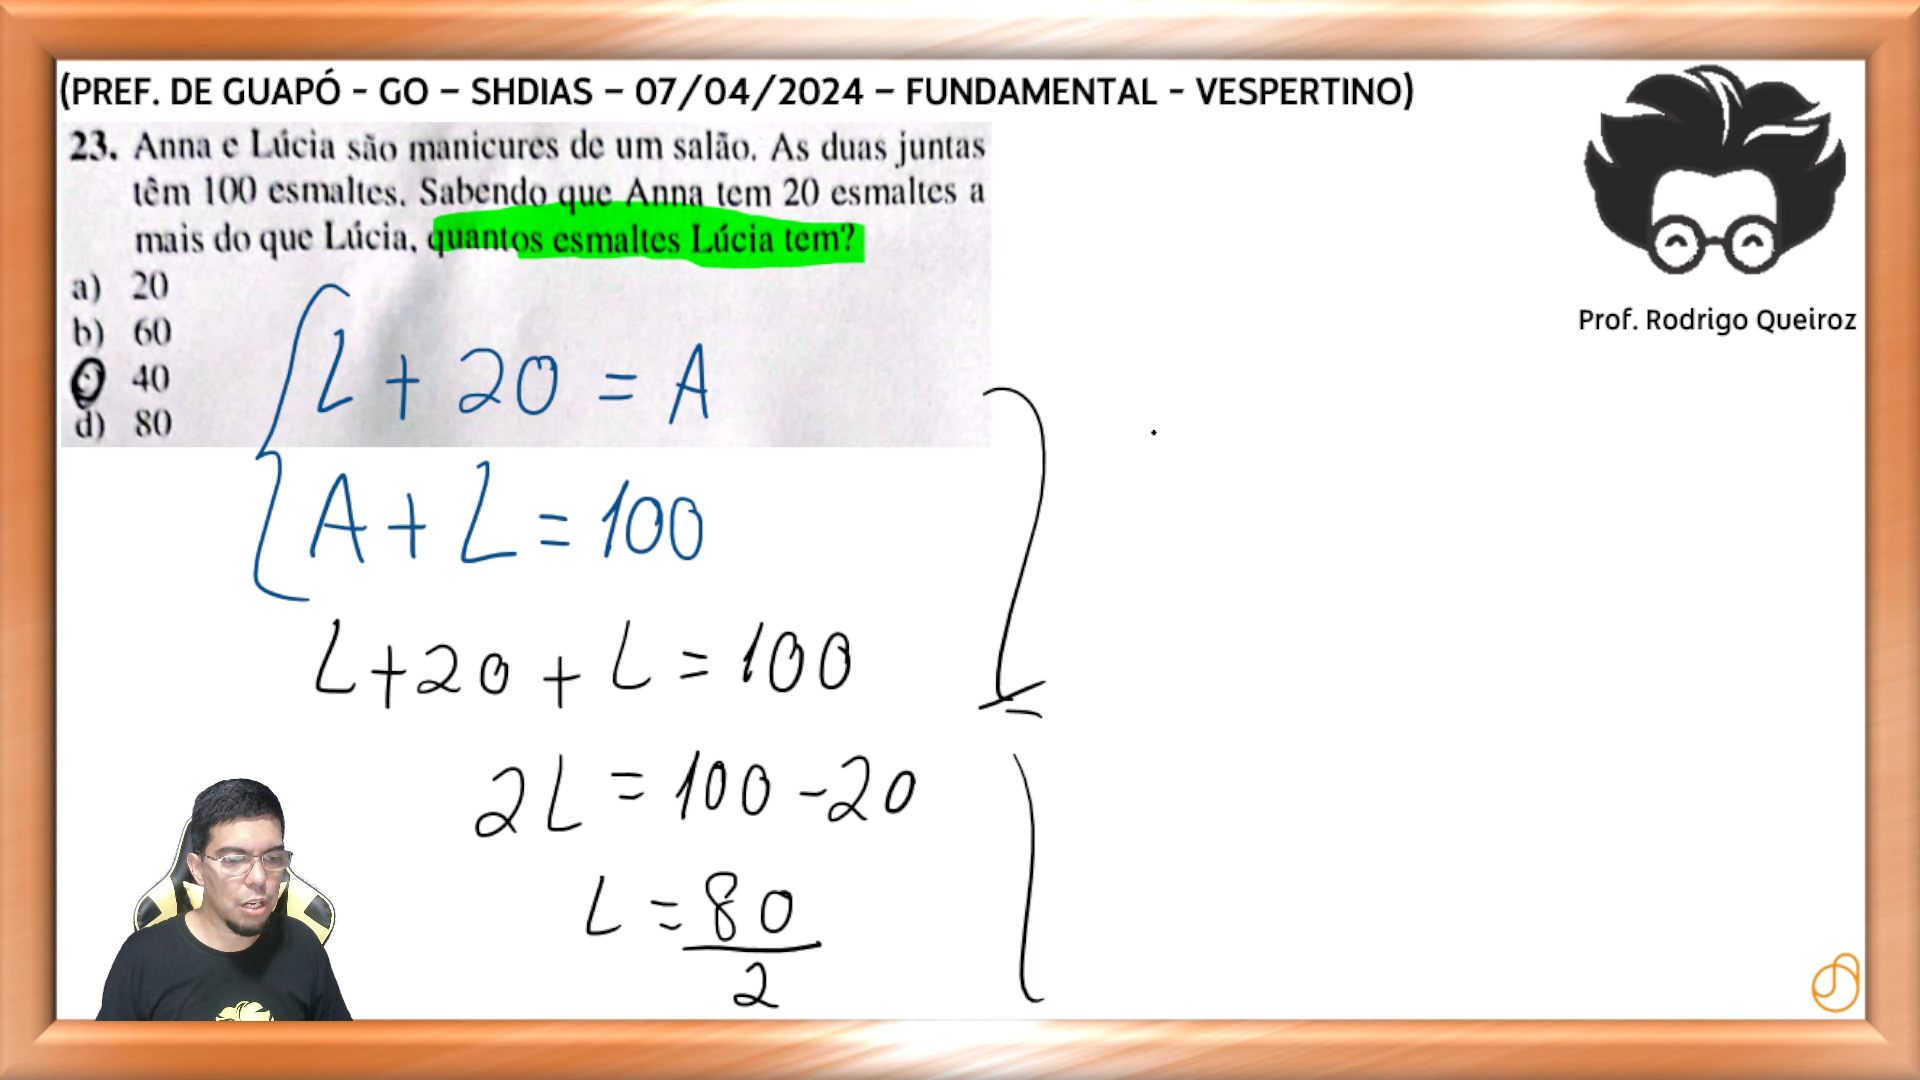 (PREF. DE GUAPÓ - GO – SHDIAS – 07/04/2024 – FUNDAMENTAL - VESPERTINO)
23. Anna e Lúcia são manicures de um salão. As duas juntas
têm 100 esmaltes. Sabendo que Anna tem 20 esmaltes a
mais do que Lúcia, quantos esmaltes Lúcia tem?
a) 20
b) 60
c) 40
d) 80
L + 20 = A
A + L = 100
L + 20 + L = 100
2L = 100 - 20
L = 80
2
Prof. Rodrigo Queiroz